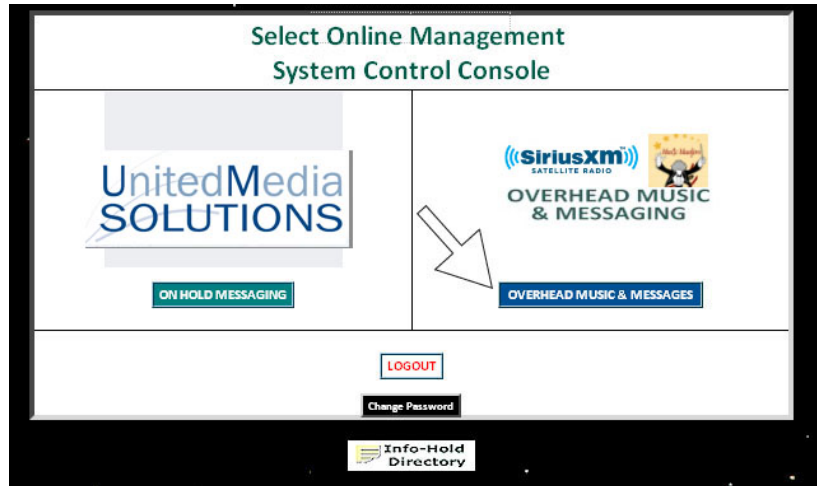 Select Online Management
System Control Console
UnitedMedia
SOLUTIONS
ON HOLD MESSAGING
((SiriusXM))
SATELLITE RADIO
OVERHEAD MUSIC
& MESSAGING
OVERHEAD MUSIC & MESSAGES
LOGOUT
Change Password
Info-Hold
Directory